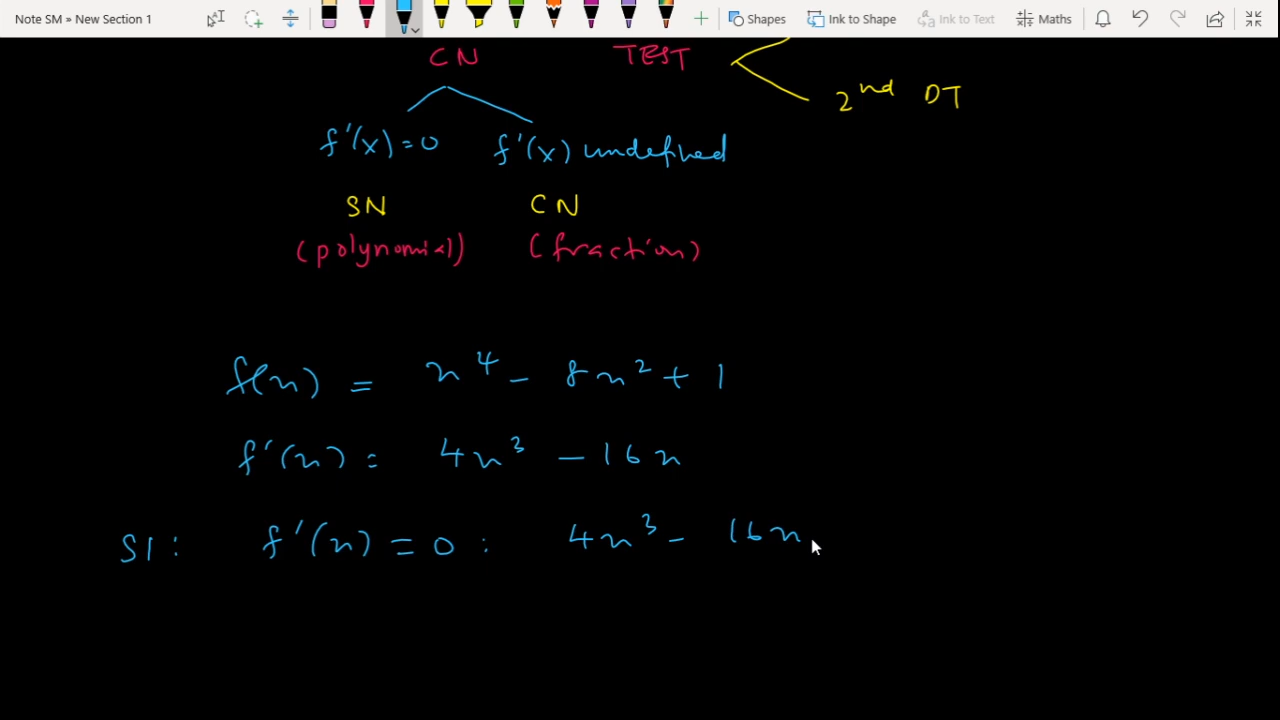 Note SM » New Section 1 Shapes Ink to Shape Ink to Text Maths
CN TEST
2nd DT
f'(x)=0 f'(x) undefined
SN CN
(polynomial) (fraction)
f(x) = x⁴ - 8x² + 1
f'(x) = 4x³ - 16x
S1: f'(x) = 0 : 4x³ - 16x